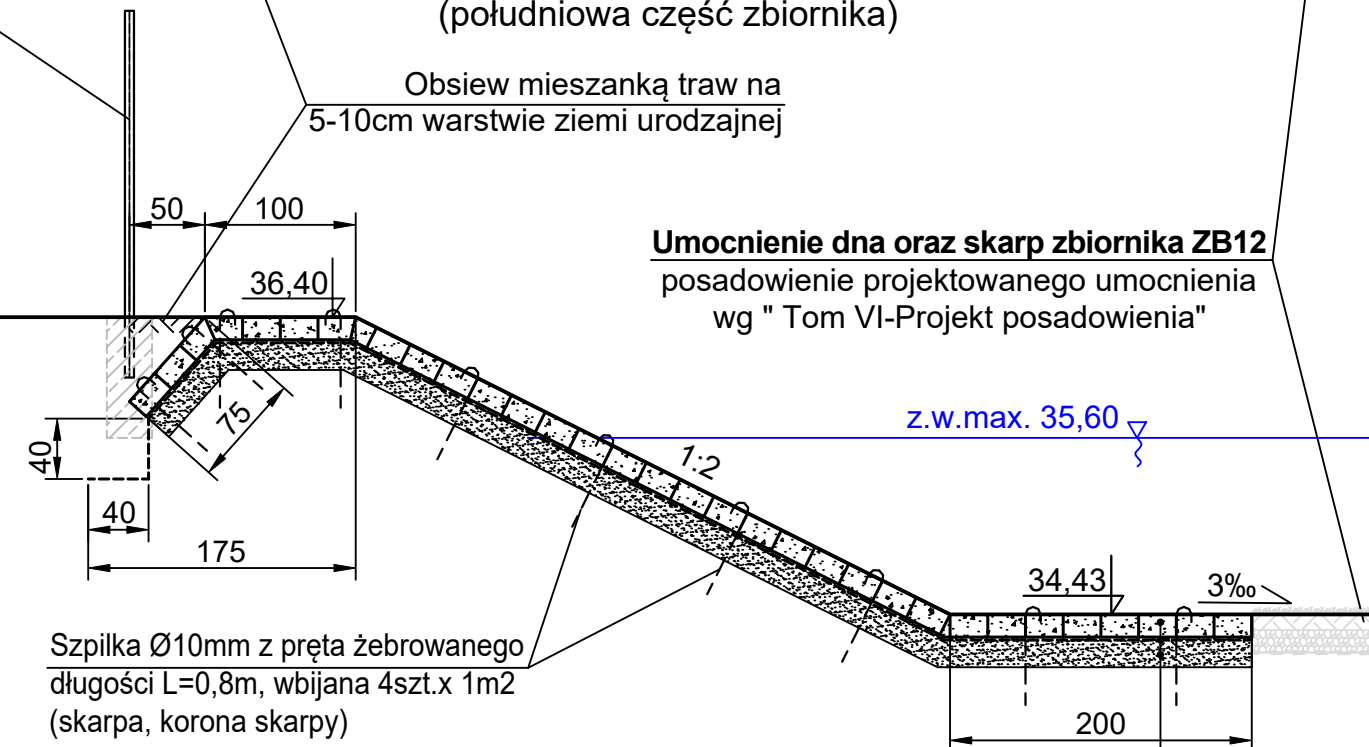 (południowa część zbiornika)
Obsiew mieszanką traw na
5-10cm warstwie ziemi urodzajnej
50
100
Umocnienie dna oraz skarp zbiornika ZB12
posadowienie projektowanego umocnienia
wg " Tom VI-Projekt posadowienia"
36,40
z.w.max. 35,60
75
40
1:2
40
175
34,43
3‰
Szpilka Ø10mm z pręta żebrowanego
długości L=0,8m, wbijana 4szt.x 1m2
(skarpa, korona skarpy)
200